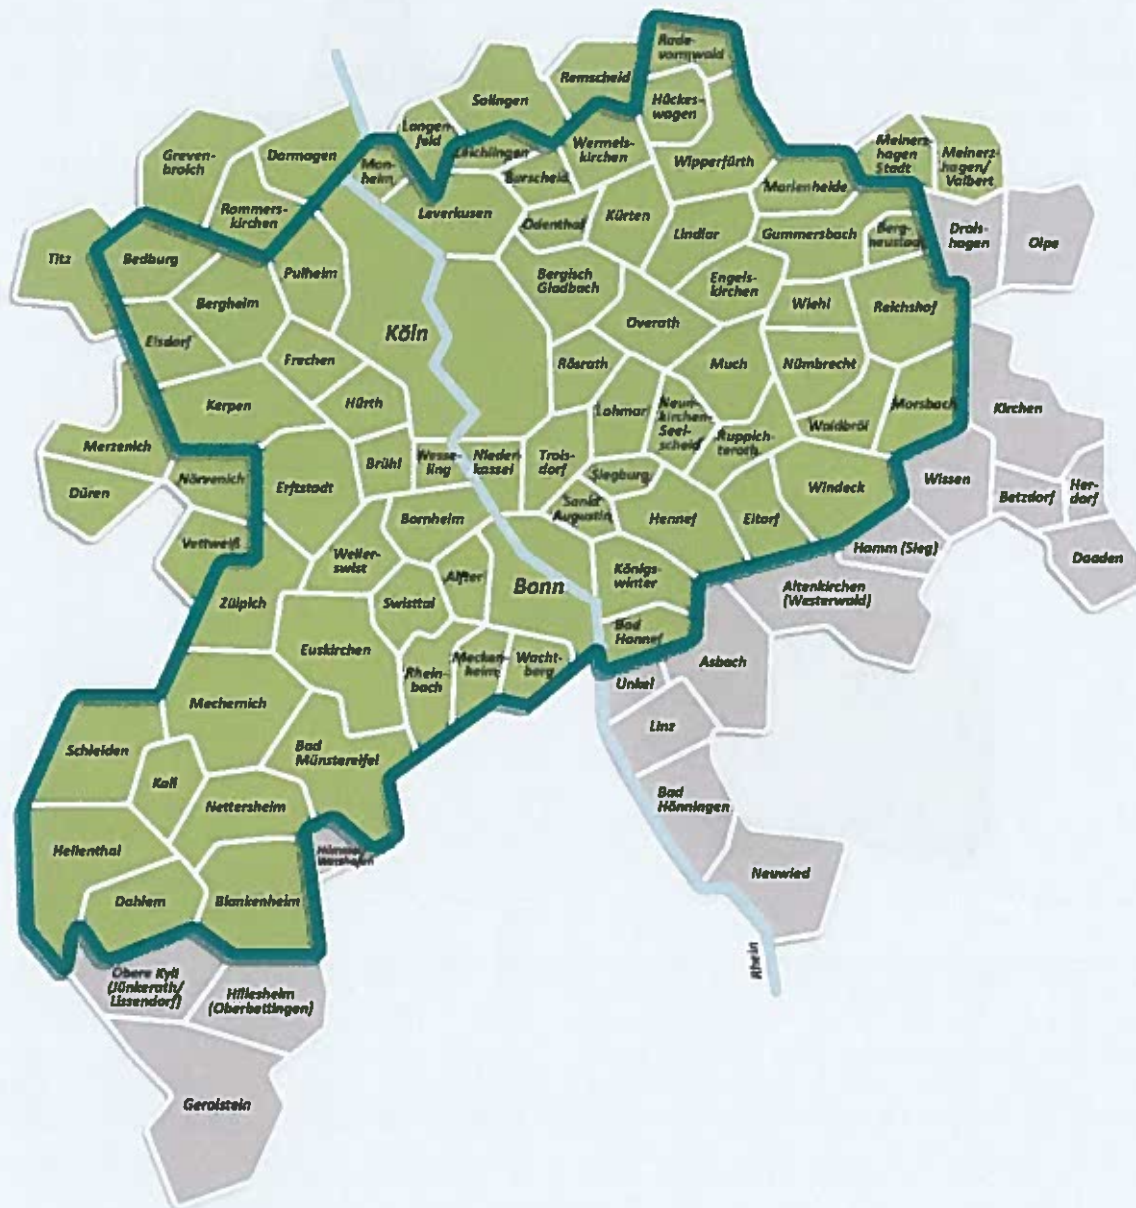 Rade-
vormwald
Remscheid
Solingen
Hückes-
wagen
Langen-
feld
Wermels-
kirchen
Leichlingen
Burscheid
Dormagen
Greven-
broich
Mon-
heim
Wipperfürth
Meinerz-
hagen
Stadt
Meinerz-
hagen/
Valbert
Marienheide
Rommers-
kirchen
Leverkusen
Odenthal
Kürten
Lindlar
Gummersbach
Berg-
neustadt
Drols-
hagen
Olpe
Titz
Bedburg
Pulheim
Bergheim
Bergisch
Gladbach
Engels-
kirchen
Wiehl
Reichshof
Elsdorf
Köln
Overath
Frechen
Rösrath
Much
Nümbrecht
Kerpen
Hürth
Lohmar
Neun-
kirchen-
Seel-
scheid
Morsbach
Kirchen
Waldbröl
Ruppich-
teroth
Merzenich
Brühl
Wesse-
ling
Nieder-
kassel
Trois-
dorf
Siegburg
Nörvenich
Düren
Erftstadt
Windeck
Wissen
Betzdorf
Her-
dorf
Sankt
Augustin
Bornheim
Hennef
Eitorf
Vettweiß
Weiler-
swist
Hamm (Sieg)
Daaden
Alfter
Bonn
Königs-
winter
Altenkirchen
(Westerwald)
Zülpich
Swisttal
Bad
Honnef
Euskirchen
Rhein-
bach
Mecken-
heim
Wacht-
berg
Asbach
Unkel
Mechernich
Linz
Schleiden
Bad
Münstereifel
Kall
Nettersheim
Bad
Hönningen
Hellenthal
Neuwied
Dahlem
Blankenheim
Rhein
Obere Kyll
(Jünkerath/
Lissendorf)
Hillesheim
(Oberbettingen)
Gerolstein